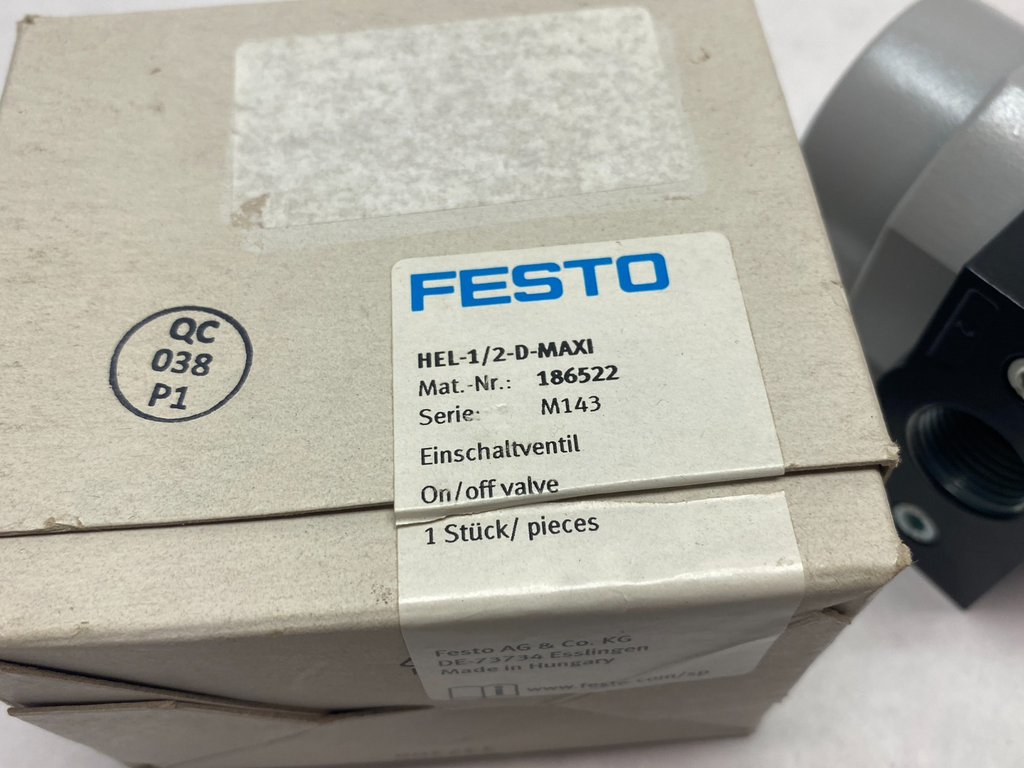 QC
038
P1
FESTO
HEL-1/2-D-MAXI
Mat.-Nr.: 186522
Serie: M143
Einschaltventil
On/off valve
1 Stück/ pieces
Festo AG & Co. KG
DE-73734 Esslingen
Made in Hungary
www.festo.com/sp